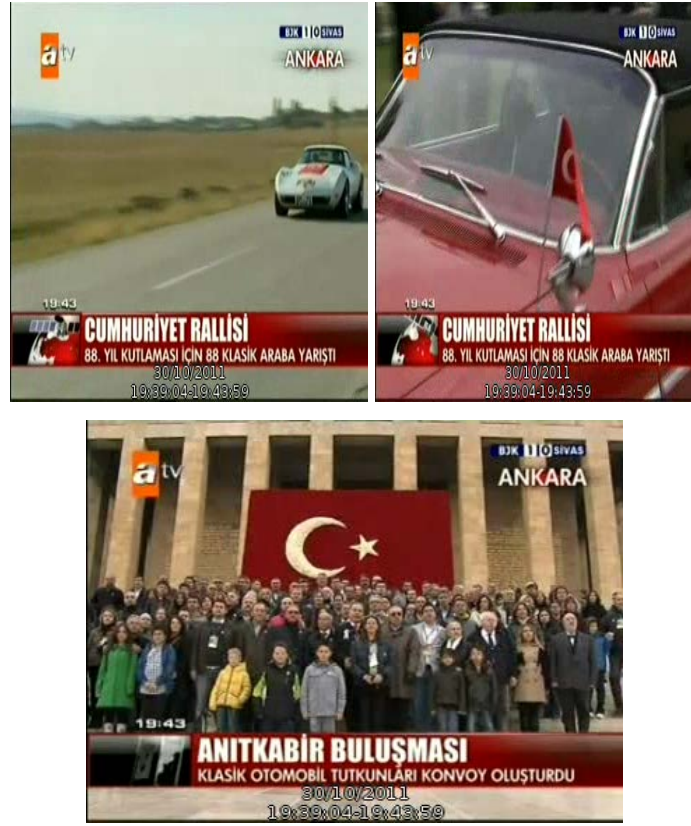 atv
BJK 1 0 SİVAS
ANKARA
19:43
CUMHURİYET RALLİSİ
88. YIL KUTLAMASI İÇİN 88 KLASİK ARABA YARIŞTI
30/10/2011
19:39:04-19:43:59
atv
BJK 1 0 SİVAS
ANKARA
19:43
CUMHURİYET RALLİSİ
88. YIL KUTLAMASI İÇİN 88 KLASİK ARABA YARIŞTI
30/10/2011
19:39:04-19:43:59
atv
BJK 1 0 SİVAS
ANKARA
19:43
ANITKABİR BULUŞMASI
KLASİK OTOMOBİL TUTKUNLARI KONVOY OLUŞTURDU
30/10/2011
19:39:04-19:43:59